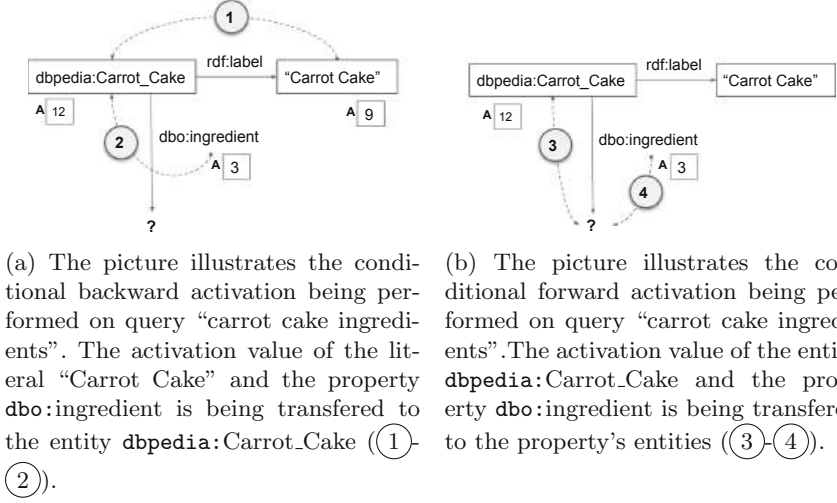 1
rdf:label
dbpedia:Carrot_Cake
"Carrot Cake"
A 12
A 9
2
dbo:ingredient
A 3
?
rdf:label
dbpedia:Carrot_Cake
"Carrot Cake"
A 12
dbo:ingredient
3
A 3
4
?
(a) The picture illustrates the condi-
tional backward activation being per-
formed on query “carrot cake ingredi-
ents”. The activation value of the lit-
eral “Carrot Cake” and the property
dbo:ingredient is being transfered to
the entity dbpedia:Carrot_Cake (1-
2).
(b) The picture illustrates the co
ditional forward activation being pe
formed on query “carrot cake ingred
ents”.The activation value of the enti
dbpedia:Carrot_Cake and the pro
erty dbo:ingredient is being transfere
to the property’s entities (3-4).